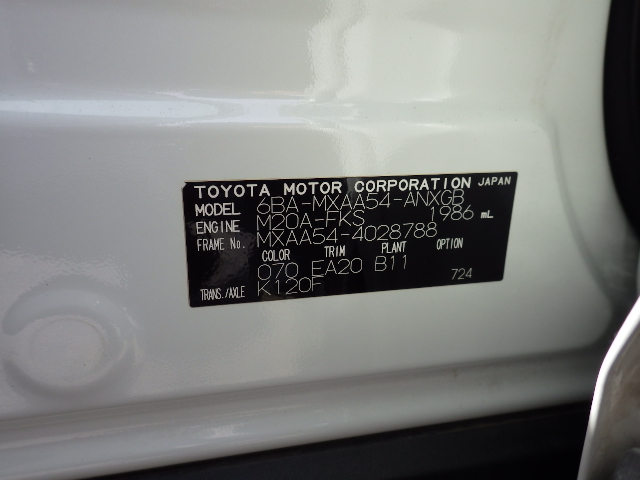 TOYOTA MOTOR CORPORATION JAPAN
MODEL 6BA-MXAA54-ANXGB
ENGINE M20A-FKS 1986 mL
FRAME No. MXAA54-4028788
COLOR TRIM PLANT OPTION
070 EA20 B11
TRANS./AXLE K120F 724